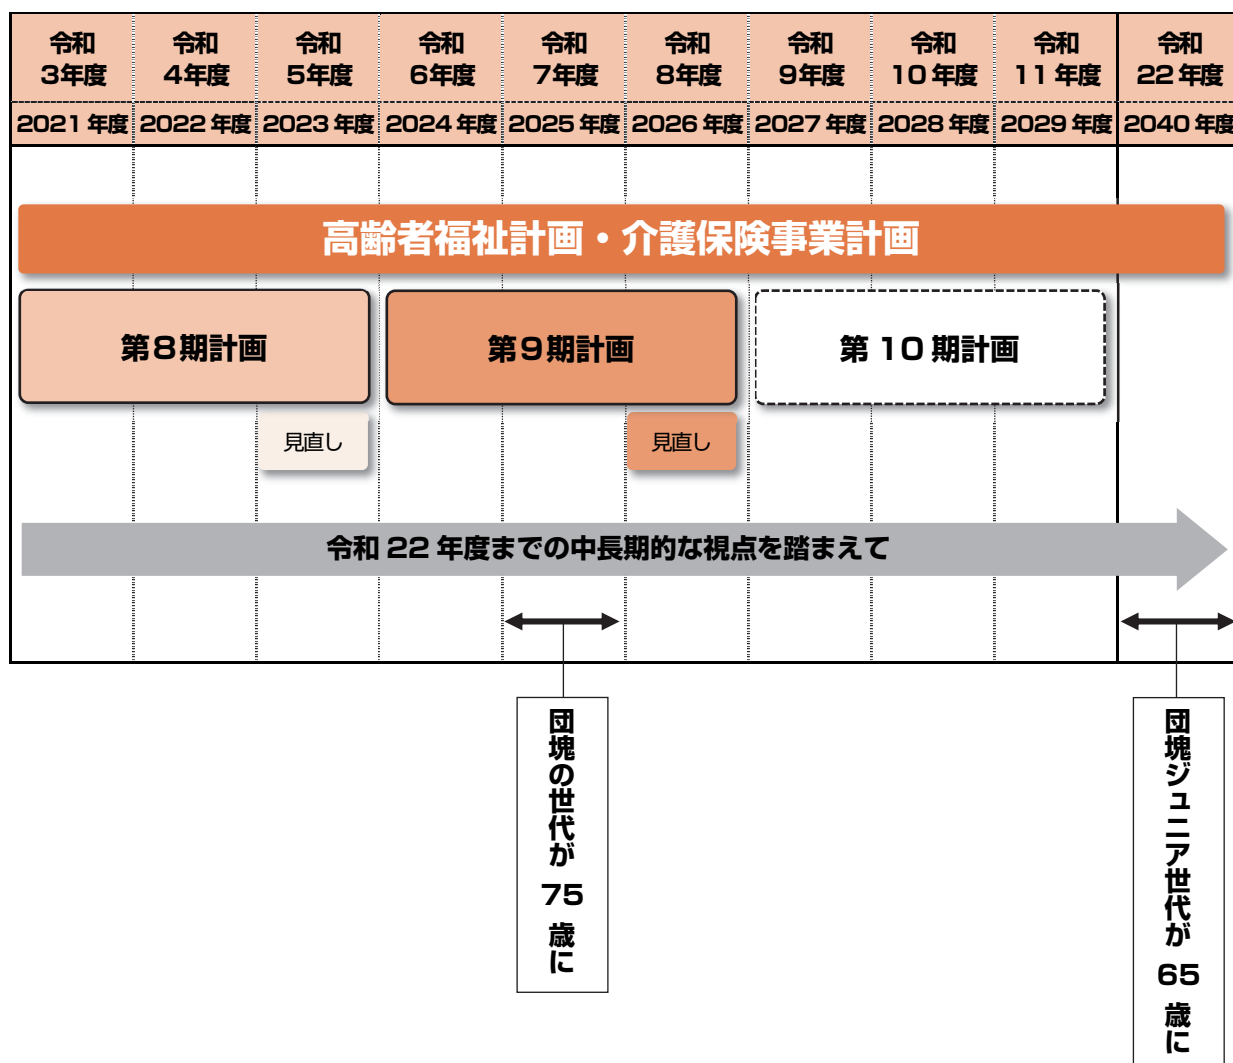 令和 令和 令和 令和 令和 令和 令和 令和 令和 令和
3年度 4年度 5年度 6年度 7年度 8年度 9年度 10年度 11年度 22年度
2021年度 2022年度 2023年度 2024年度 2025年度 2026年度 2027年度 2028年度 2029年度 2040年度
高齢者福祉計画・介護保険事業計画
第8期計画 第9期計画 第10期計画
見直し 見直し
令和22年度までの中長期的な視点を踏まえて
団塊の世代が75歳に
団塊ジュニア世代が65歳に